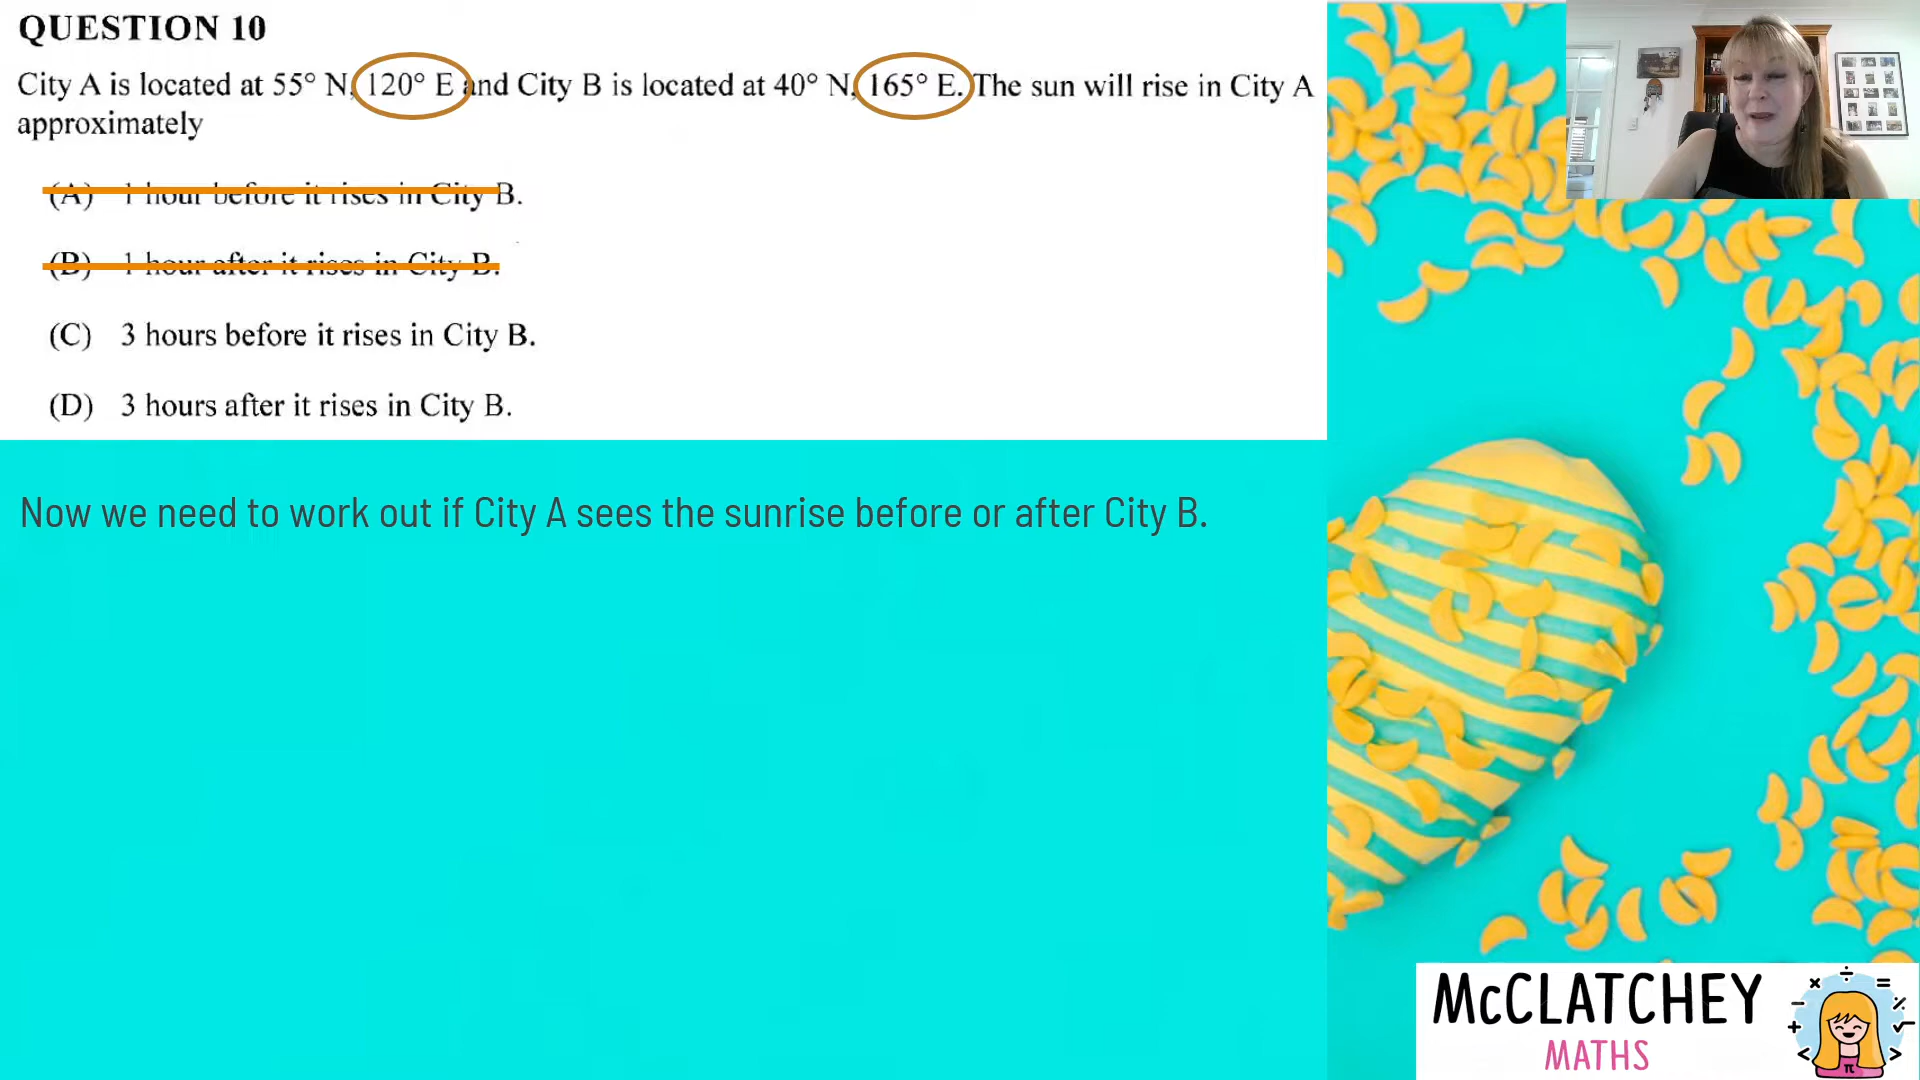 QUESTION 10
City A is located at 55° N, 120° E and City B is located at 40° N, 165° E. The sun will rise in City A
approximately
(A) 1 hour before it rises in City B.
(B) 1 hour after it rises in City B.
(C) 3 hours before it rises in City B.
(D) 3 hours after it rises in City B.
Now we need to work out if City A sees the sunrise before or after City B.
McCLATCHEY
MATHS
× ÷ =
− %
+ √
< π >